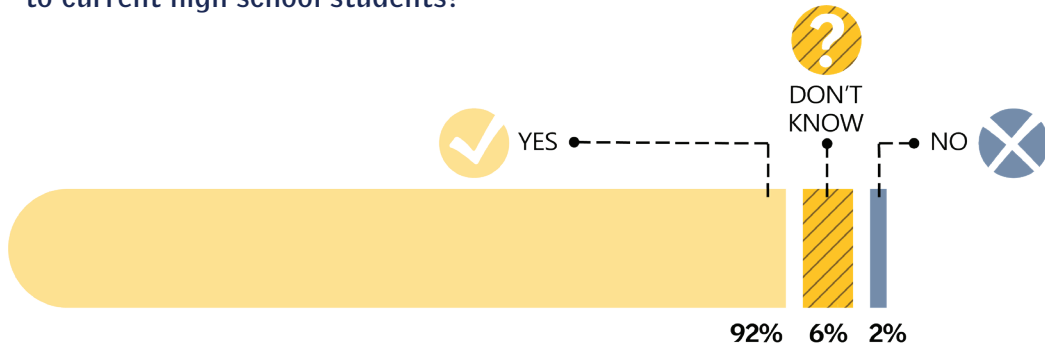 to current high school students?
?
DON'T
KNOW
YES
NO
92% 6% 2%